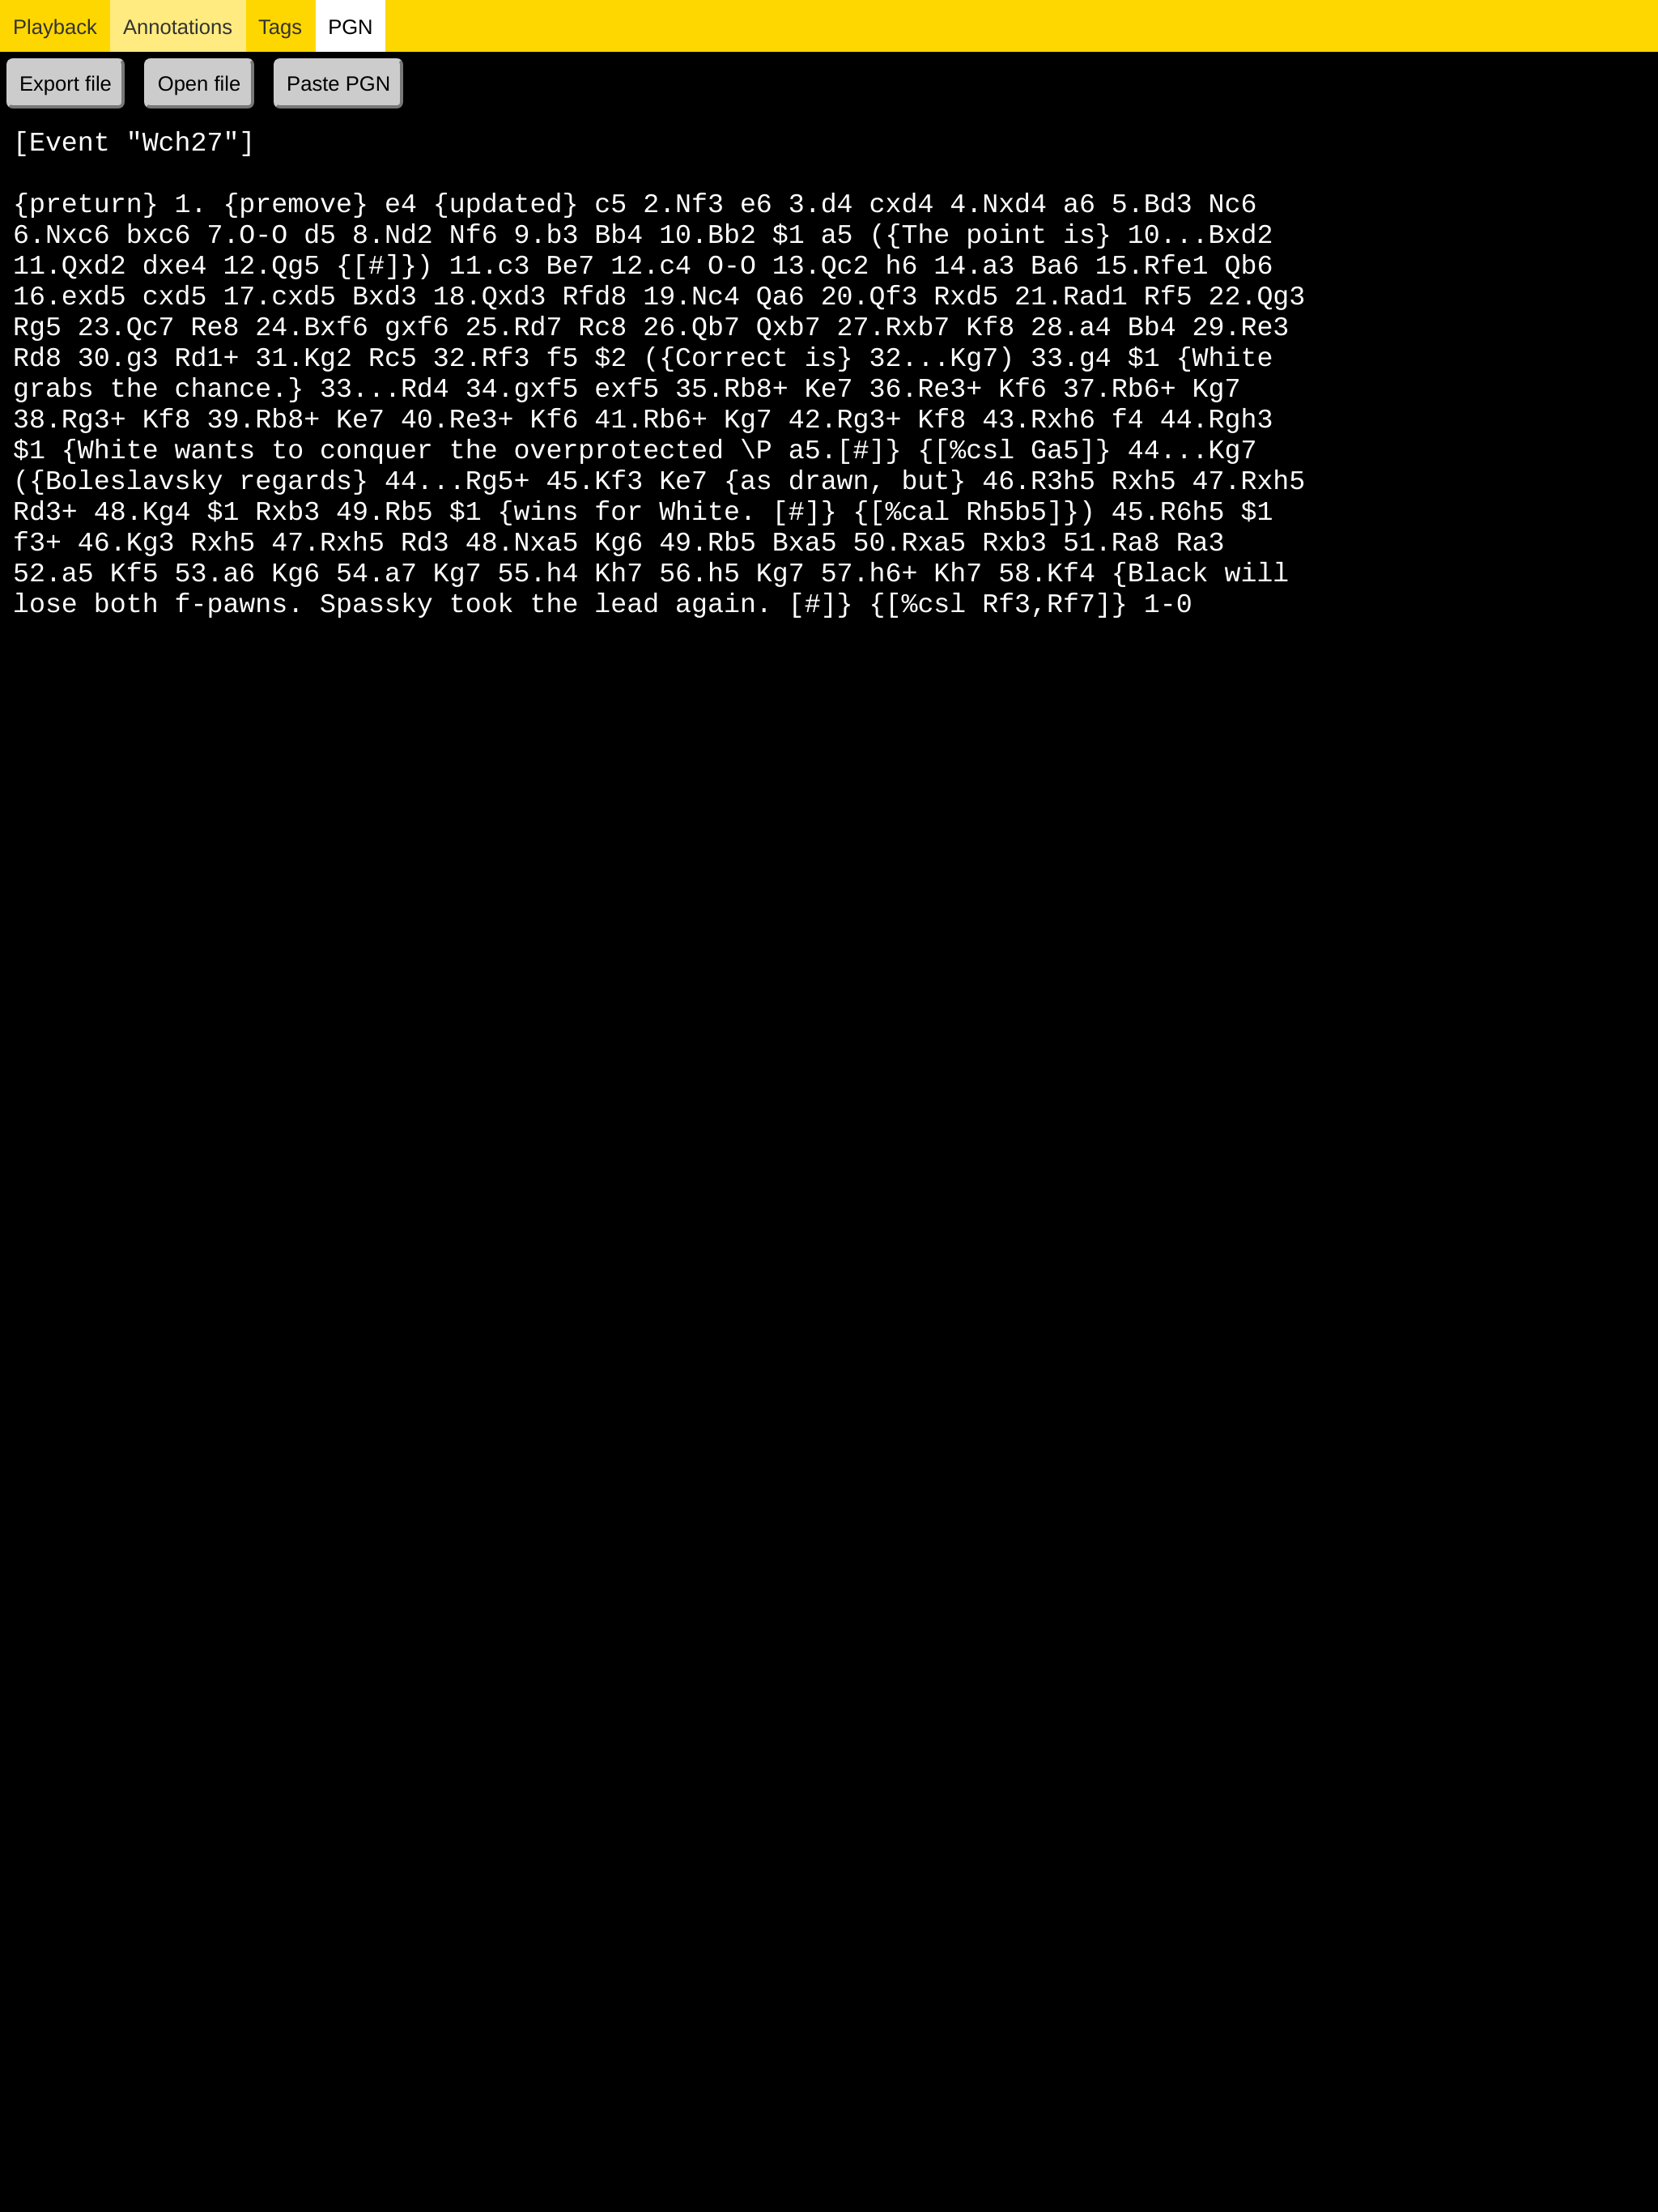 Playback Annotations Tags PGN
Export file Open file Paste PGN
[Event "Wch27"]
{preturn} 1. {premove} e4 {updated} c5 2.Nf3 e6 3.d4 cxd4 4.Nxd4 a6 5.Bd3 Nc6
6.Nxc6 bxc6 7.O-O d5 8.Nd2 Nf6 9.b3 Bb4 10.Bb2 $1 a5 ({The point is} 10...Bxd2
11.Qxd2 dxe4 12.Qg5 {[#]}) 11.c3 Be7 12.c4 O-O 13.Qc2 h6 14.a3 Ba6 15.Rfe1 Qb6
16.exd5 cxd5 17.cxd5 Bxd3 18.Qxd3 Rfd8 19.Nc4 Qa6 20.Qf3 Rxd5 21.Rad1 Rf5 22.Qg3
Rg5 23.Qc7 Re8 24.Bxf6 gxf6 25.Rd7 Rc8 26.Qb7 Qxb7 27.Rxb7 Kf8 28.a4 Bb4 29.Re3
Rd8 30.g3 Rd1+ 31.Kg2 Rc5 32.Rf3 f5 $2 ({Correct is} 32...Kg7) 33.g4 $1 {White
grabs the chance.} 33...Rd4 34.gxf5 exf5 35.Rb8+ Ke7 36.Re3+ Kf6 37.Rb6+ Kg7
38.Rg3+ Kf8 39.Rb8+ Ke7 40.Re3+ Kf6 41.Rb6+ Kg7 42.Rg3+ Kf8 43.Rxh6 f4 44.Rgh3
$1 {White wants to conquer the overprotected \P a5.[#]} {[%csl Ga5]} 44...Kg7
({Boleslavsky regards} 44...Rg5+ 45.Kf3 Ke7 {as drawn, but} 46.R3h5 Rxh5 47.Rxh5
Rd3+ 48.Kg4 $1 Rxb3 49.Rb5 $1 {wins for White. [#]} {[%cal Rh5b5]}) 45.R6h5 $1
f3+ 46.Kg3 Rxh5 47.Rxh5 Rd3 48.Nxa5 Kg6 49.Rb5 Bxa5 50.Rxa5 Rxb3 51.Ra8 Ra3
52.a5 Kf5 53.a6 Kg6 54.a7 Kg7 55.h4 Kh7 56.h5 Kg7 57.h6+ Kh7 58.Kf4 {Black will
lose both f-pawns. Spassky took the lead again. [#]} {[%csl Rf3,Rf7]} 1-0